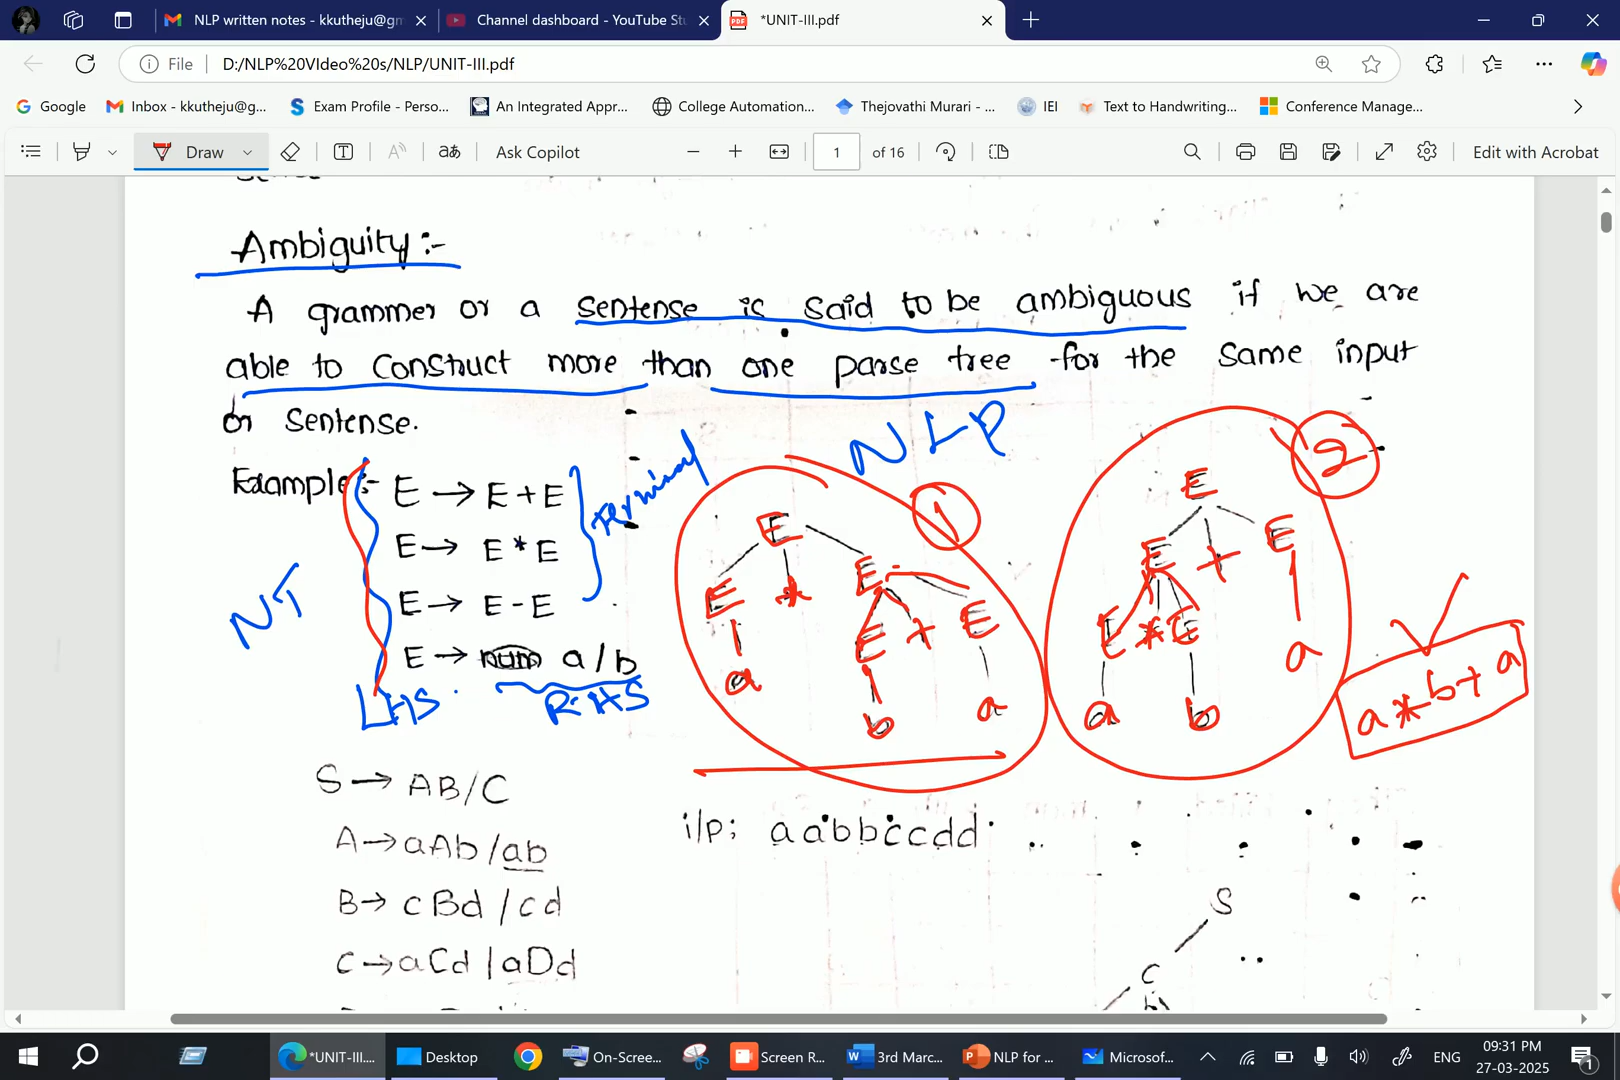 NLP written notes - kkutheju@gm
Channel dashboard - YouTube Stu
*UNIT-III.pdf
File D:/NLP%20VIdeo%20s/NLP/UNIT-III.pdf
Google
Inbox - kkutheju@g...
Exam Profile - Perso...
An Integrated Appr...
College Automation...
Thejovathi Murari - ...
IEI
Text to Handwriting...
Conference Manage...
Draw
Ask Copilot
1 of 16
Edit with Acrobat
Ambiguity :-
A grammer or a sentense is said to be ambiguous if we are
able to construct more than one parse tree for the same input
or sentense.
NLP
Example :-
E → E + E
E → E * E
E → E - E
E → num a/b
Terminal
NT
LHS
RHS
1
E
E * E
a E + E
b a
2
E
E + E
E * E a
a b
a * b + a
S → AB/C
A → aAb/ab
B → cBd/cd
C → aCd/aDd
i/p; aabbccdd
S
C
*UNIT-III....
Desktop
On-Scree...
Screen R...
3rd Marc...
NLP for ...
Microsof...
ENG
09:31 PM
27-03-2025
1